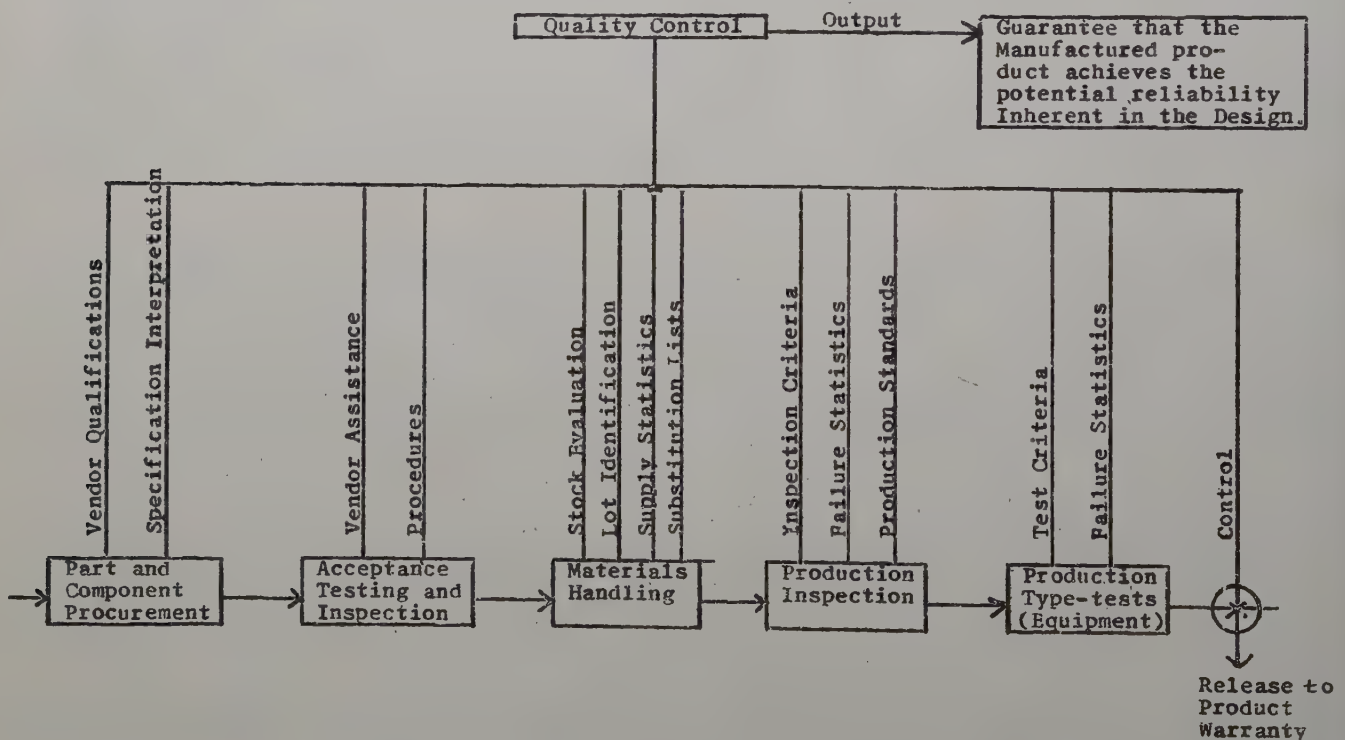 Quality Control
Output
Guarantee that the
Manufactured pro-
duct achieves the
potential reliability
Inherent in the Design.
Vendor Qualifications
Specification Interpretation
Vendor Assistance
Procedures
Stock Evaluation
Lot Identification
Supply Statistics
Substitution Lists
Ynspection Criteria
Failure Statistics
Production Standards
Test Criteria
Failure Statistics
Control
Part and
Component
Procurement
Acceptance
Testing and
Inspection
Materials
Handling
Production
Inspection
Production
Type-tests
(Equipment)
Release to
Product
Warranty